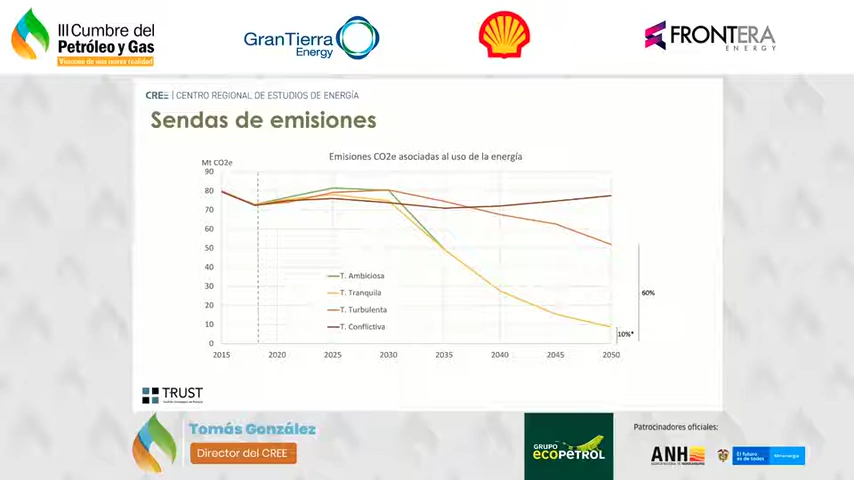 III Cumbre del
Petróleo y Gas
Visiones de una nueva realidad
GranTierra
Energy
FRONTERA
ENERGY
CREE | CENTRO REGIONAL DE ESTUDIOS DE ENERGÍA
Sendas de emisiones
Emisiones CO2e asociadas al uso de la energía
Mt CO2e
90
80
70
60
50
40
30
20
10
0
T. Ambiciosa
T. Tranquila
T. Turbulenta
T. Conflictiva
60%
10%*
2015 2020 2025 2030 2035 2040 2045 2050
TRUST
Tomás González
Director del CREE
GRUPO
ecopetrol
Patrocinadores oficiales:
ANH
El futuro
es de todos
Minenergía